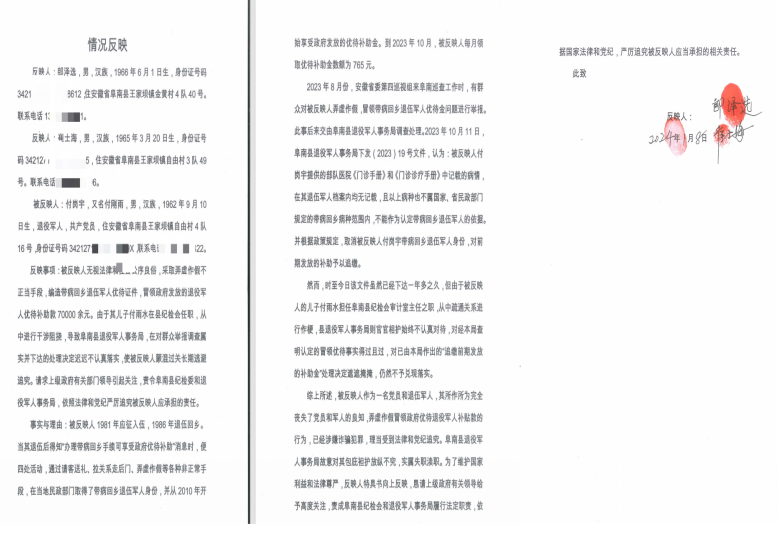 情况反映
反映人：邹泽选，男，汉族，1966年6月1日生，身份证号码
3421 8612，住安徽省阜南县王家坝镇金黄村4队40号。
联系电话13 1。
反映人：褚士海，男，汉族，1965年3月20日生，身份证号
码34212 5，住安徽省阜南县王家坝镇自由村3队49
号。联系电话 6。
被反映人：付岗宇，又名付刚雨，男，汉族，1962年9月10
日生，退役军人，共产党员，住安徽省阜南县王家坝镇自由村4队
16号，身份证号码342127 X，联系电 22。
反映事项：被反映人无视法律和 公序良俗，采取弄虚作假不
正当手段，编造带病回乡退伍军人优待证件，冒领政府发放的退役军
人优待补助款70000余元。由于其儿子付雨水在县纪检会任职，从
中进行干涉阻挠，导致阜南县退役军人事务局，在对群众举报调查属
实并下达的处理决定迟迟不认真落实，使被反映人蒙混过关长期逃避
追究。请求上级政府有关部门领导引起关注，责令阜南县纪检委和退
役军人事务局，依照法律和党纪严厉追究被反映人应承担的责任。
事实与理由：被反映人1981年应征入伍，1986年退伍回乡。
当其退伍后得知“办理带病回乡手续可享受政府优待补助”消息时，便
四处活动，通过请客送礼、拉关系走后门、弄虚作假等各种非正常手
段，在当地民政部门取得了带病回乡退伍军人身份，并从2010年开
始享受政府发放的优待补助金。到2023年10月，被反映人每月领
取优待补助金数额为765元。
2023年8月份，安徽省委第四巡视组来阜南巡查工作时，有群
众对被反映人弄虚作假，冒领带病回乡退伍军人优待金问题进行举报。
此事后来交由阜南县退役军人事务局调查处理。2023年10月11日，
阜南县退役军人事务局下发（2023）19号文件，认为：被反映人付
岗宇提供的部队医院《门诊手册》和《门诊诊疗手册》中记载的病情，
在其退伍军人档案内均无记载，且以上病种也不属国家、省民政部门
规定的带病回乡病种范围内，不能作为认定带病回乡退伍军人的依据。
并根据政策规定，取消被反映人付岗宇带病回乡退伍军人身份，对前
期发放的补助予以追缴。
然而，时至今日该文件虽然已经下达一年多之久，但由于被反映
人的儿子付雨水担任阜南县纪检会审计室主任之职，从中疏通关系进
行作梗，县退役军人事务局则官官相护始终不认真对待，对经本局查
明认定的冒领优待事实得过且过，对已由本局作出的“追缴前期发放
的补助金”处理决定遮遮掩掩，仍然不予兑现落实。
综上所述，被反映人作为一名党员和退伍军人，其所作所为完全
丧失了党员和军人的良知，弄虚作假冒领政府优待退役军人补贴款的
行为，已经涉嫌诈骗犯罪，理当受到法律和党纪追究。阜南县退役军
人事务局故意对其包庇袒护放纵不究，实属失职渎职。为了维护国家
利益和法律尊严，反映人特具书向上反映，恳请上级政府有关领导给
予高度关注，责成阜南县纪检会和退役军人事务局履行法定职责，依
据国家法律和党纪，严厉追究被反映人应当承担的相关责任。
此致
反映人：
2024年1月8日